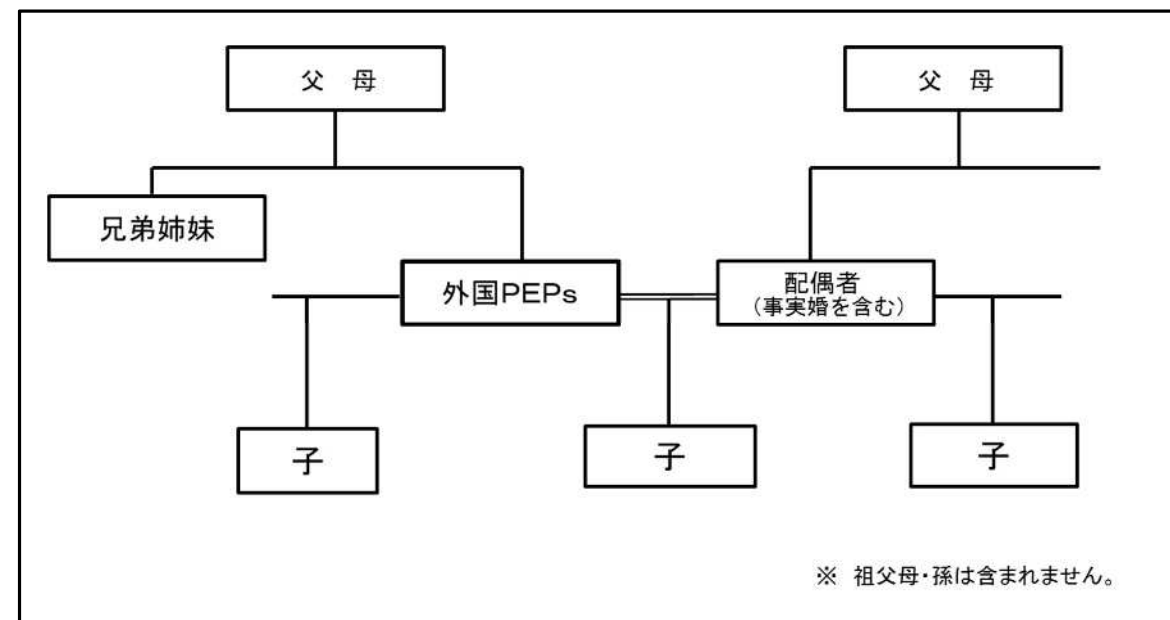 父　母
父　母
兄弟姉妹
外国PEPs
配偶者
（事実婚を含む）
子
子
子
※　祖父母・孫は含まれません。